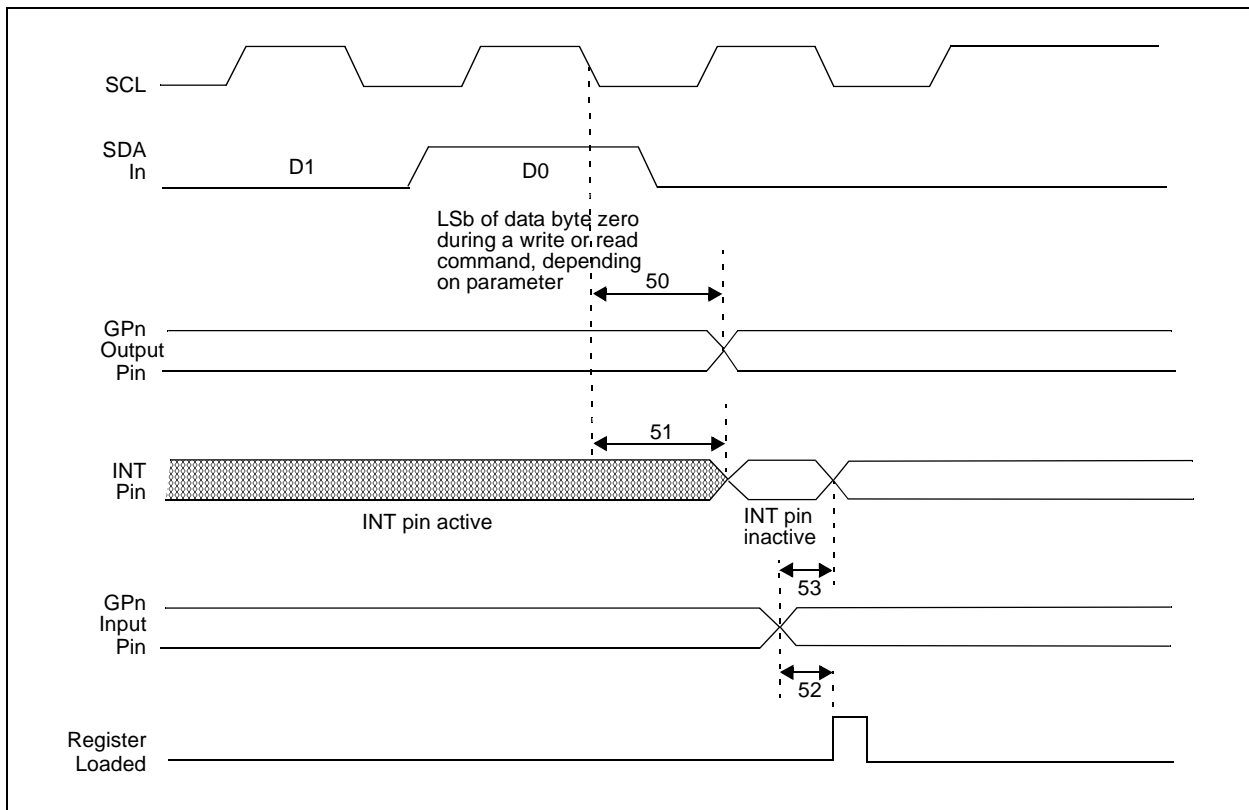 SCL
SDA
In
D1
D0
LSb of data byte zero
during a write or read
command, depending
on parameter
50
GPn
Output
Pin
51
INT
Pin
INT pin active
INT pin
inactive
53
GPn
Input
Pin
52
Register
Loaded